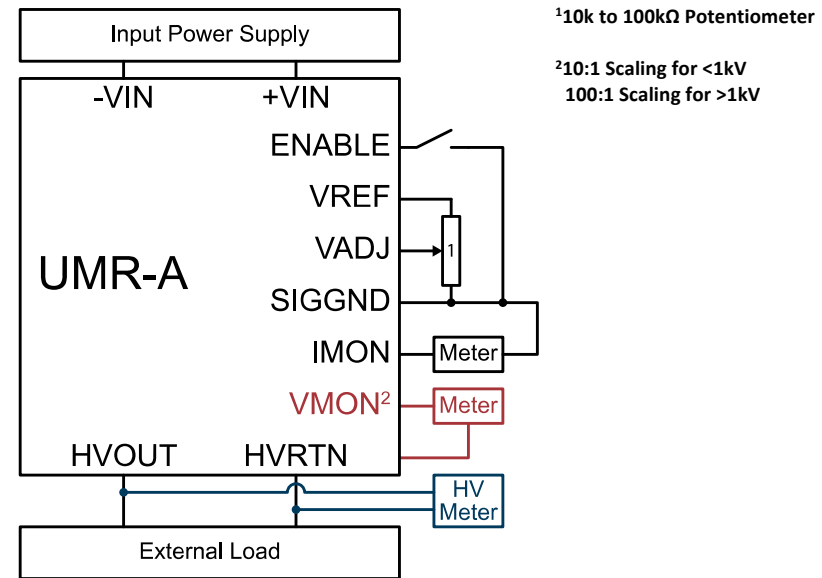 Input Power Supply
-VIN
+VIN
ENABLE
VREF
VADJ
1
UMR-A
SIGGND
IMON
Meter
VMON²
Meter
HVOUT
HVRTN
HV
Meter
External Load
¹10k to 100kΩ Potentiometer
²10:1 Scaling for <1kV
100:1 Scaling for >1kV